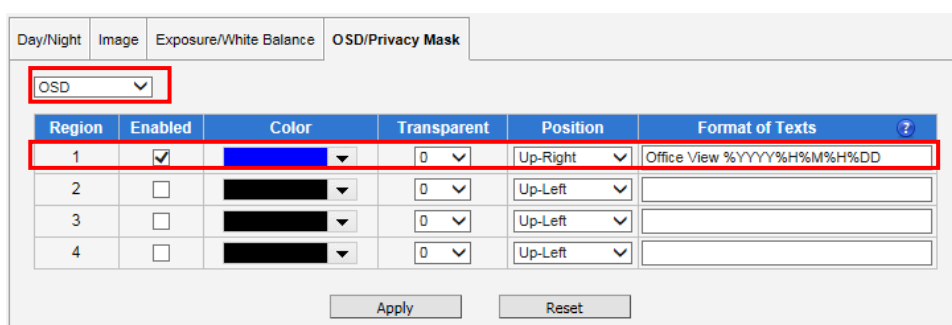 Day/Night Image Exposure/White Balance OSD/Privacy Mask
OSD
Region Enabled Color Transparent Position Format of Texts ?
1 0 Up-Right Office View %YYYY%H%M%H%DD
2 0 Up-Left
3 0 Up-Left
4 0 Up-Left
Apply Reset